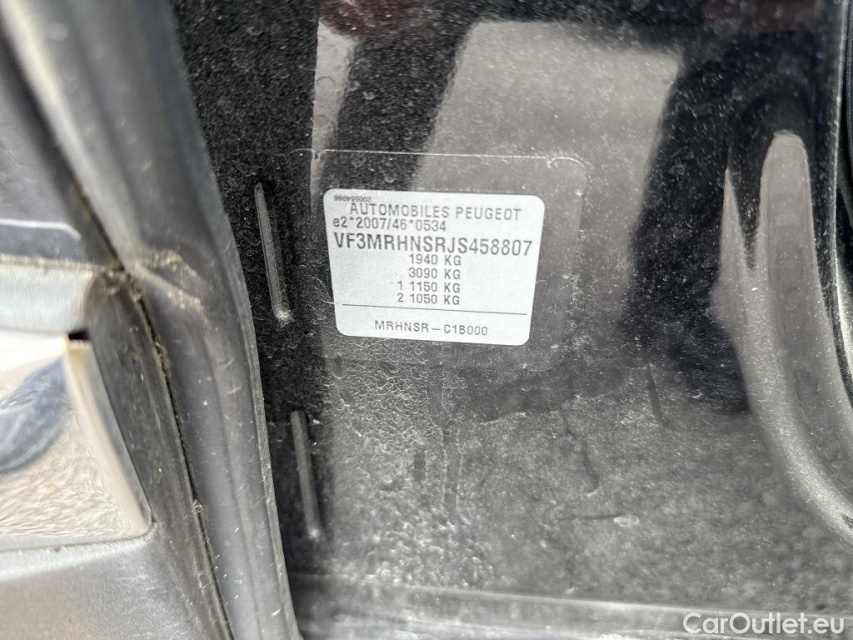 AUTOMOBILES PEUGEOT
e2*2007/46*0534
VF3MRHNSRJS458807
1940 KG
3090 KG
1 1150 KG
2 1050 KG
MRHNSR-C1B000
CarOutlet.eu